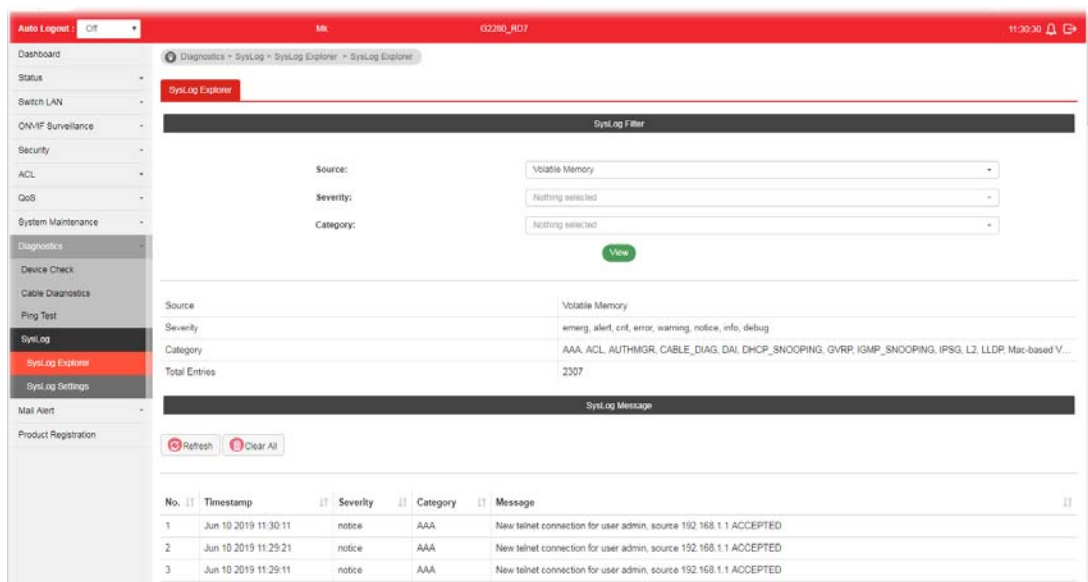 Auto Logout : Off MK G2280_RD7 11:30:30
Dashboard
Status
Switch LAN
ONVIF Surveillance
Security
ACL
QoS
System Maintenance
Diagnostics
Device Check
Cable Diagnostics
Ping Test
SysLog
SysLog Explorer
SysLog Settings
Mail Alert
Product Registration
Diagnostics » SysLog » SysLog Explorer » SysLog Explorer
SysLog Explorer
SysLog Filter
Source: Volatile Memory
Severity: Nothing selected
Category: Nothing selected
View
Source Volatile Memory
Severity emerg, alert, crit, error, warning, notice, info, debug
Category AAA, ACL, AUTHMGR, CABLE_DIAG, DAI, DHCP_SNOOPING, GVRP, IGMP_SNOOPING, IPSG, L2, LLDP, Mac-based V...
Total Entries 2307
SysLog Message
Refresh Clear All
No. Timestamp Severity Category Message
1 Jun 10 2019 11:30:11 notice AAA New telnet connection for user admin, source 192.168.1.1 ACCEPTED
2 Jun 10 2019 11:29:21 notice AAA New telnet connection for user admin, source 192.168.1.1 ACCEPTED
3 Jun 10 2019 11:29:11 notice AAA New telnet connection for user admin, source 192.168.1.1 ACCEPTED